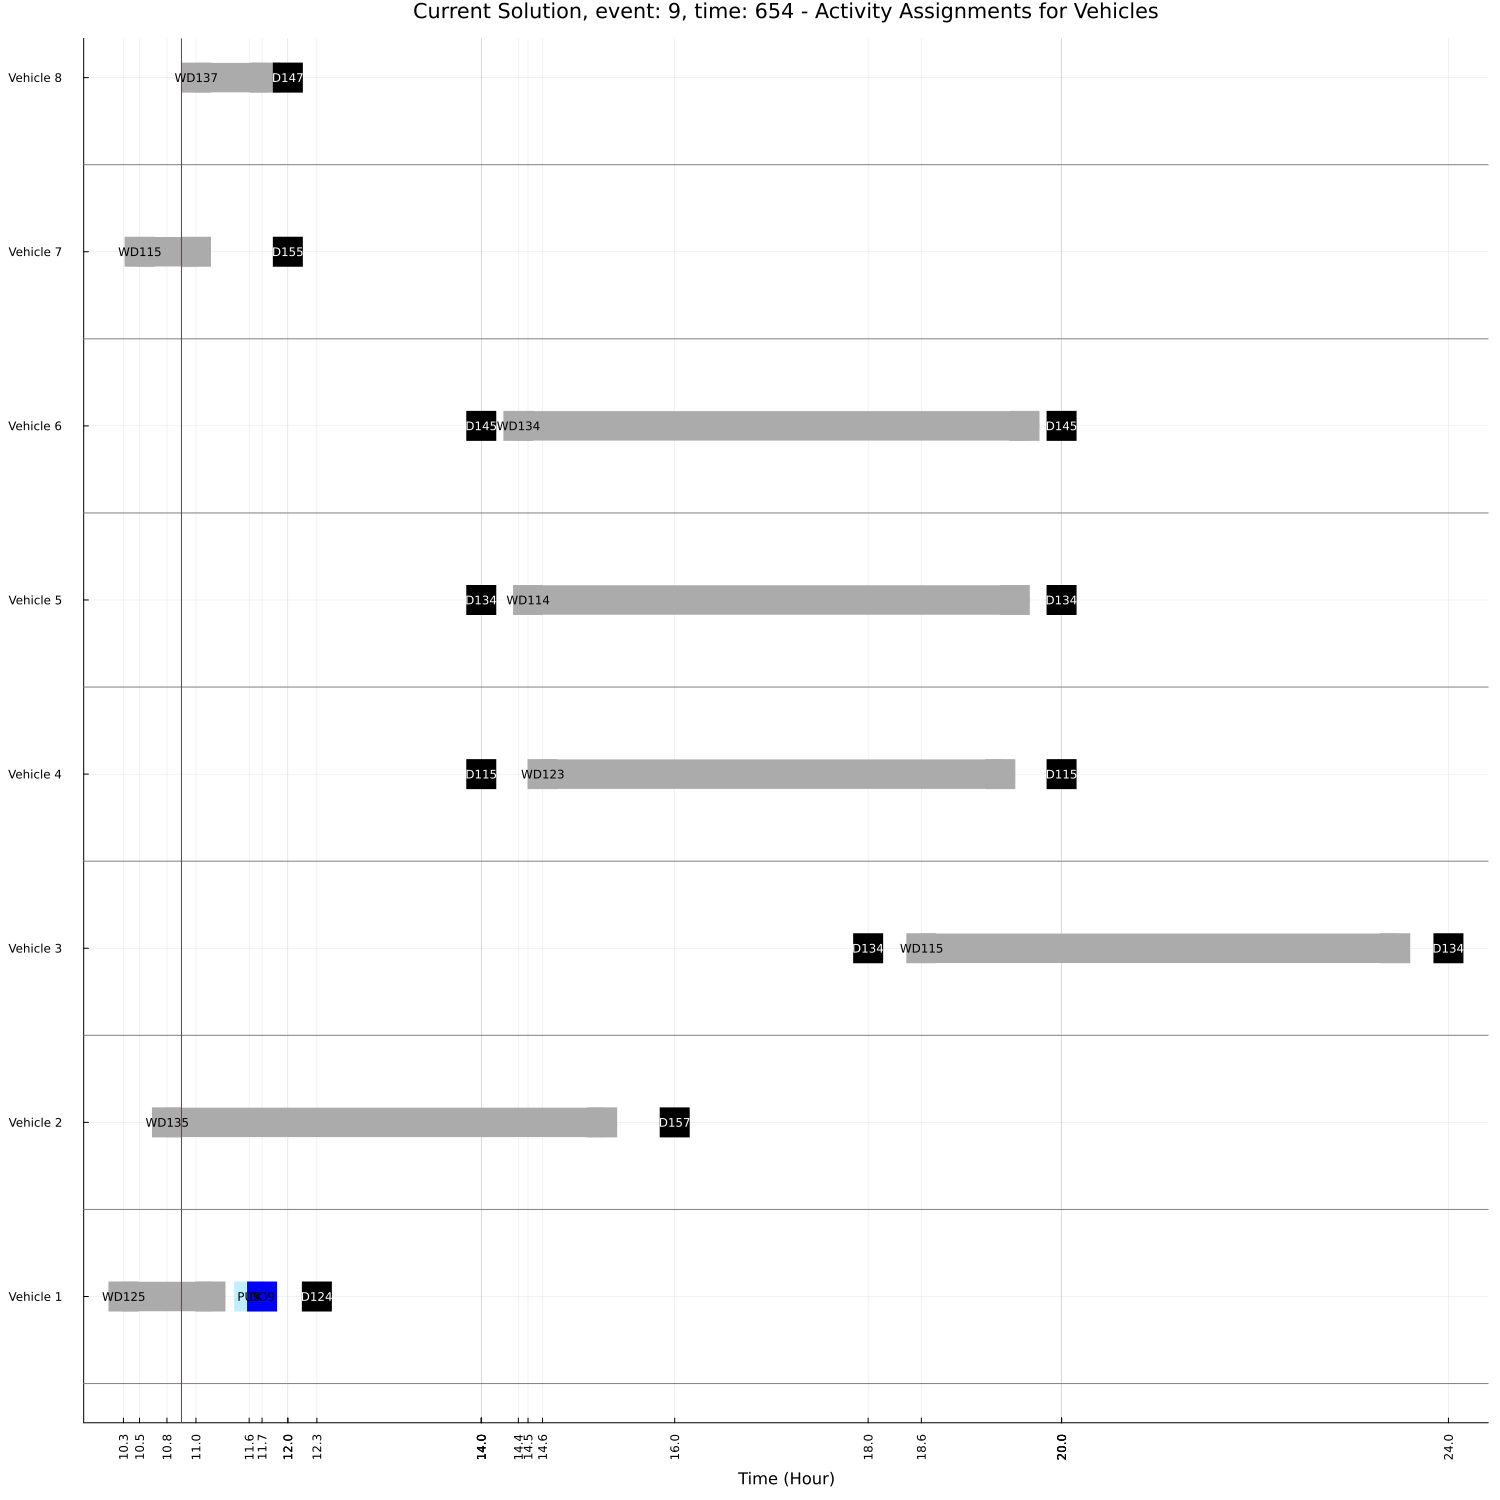 Current Solution, event: 9, time: 654 - Activity Assignments for Vehicles
Vehicle 8
WD137
D147
Vehicle 7
WD115
D155
Vehicle 6
D145
WD134
D145
Vehicle 5
D134
WD114
D134
Vehicle 4
D115
WD123
D115
Vehicle 3
D134
WD115
D134
Vehicle 2
WD135
D157
Vehicle 1
WD125
D124
10.3
10.5
10.8
11.0
11.6
11.7
12.0
12.3
14.0
14.4
14.5
14.6
16.0
18.0
18.6
20.0
24.0
Time (Hour)